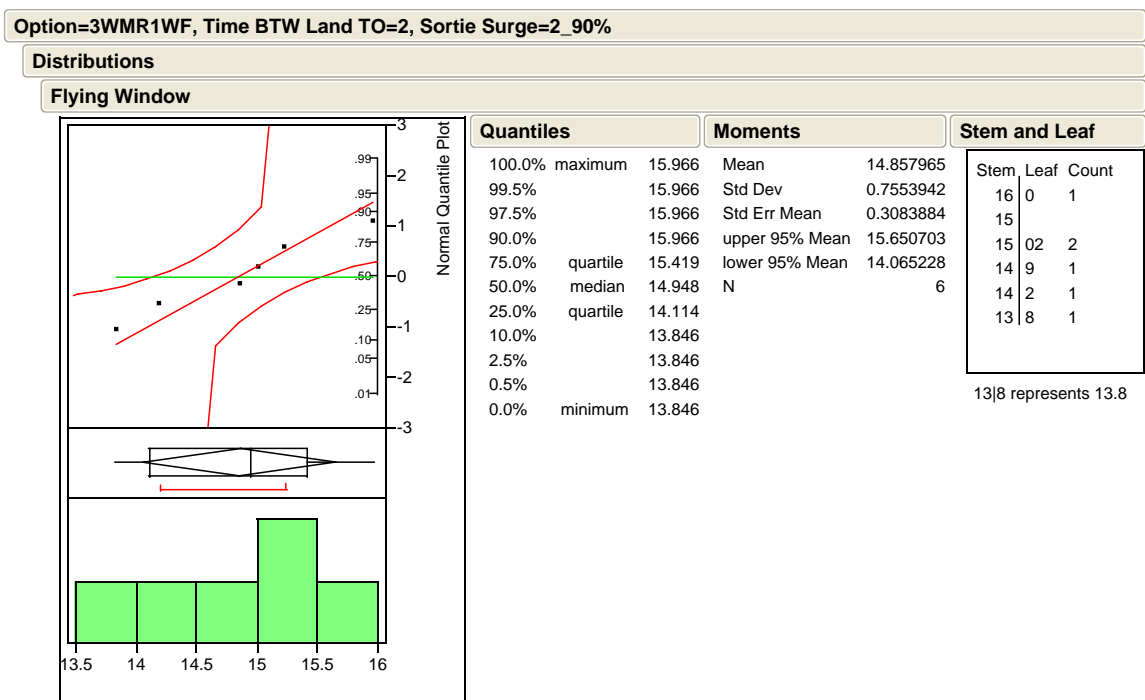 Option=3WMR1WF, Time BTW Land TO=2, Sortie Surge=2_90%
Distributions
Flying Window
3
2
1
0
-1
-2
-3
.99
.95
.90
.75
.50
.25
.10
.05
.01
Normal Quantile Plot
13.5 14 14.5 15 15.5 16
Quantiles
100.0% maximum 15.966
99.5% 15.966
97.5% 15.966
90.0% 15.966
75.0% quartile 15.419
50.0% median 14.948
25.0% quartile 14.114
10.0% 13.846
2.5% 13.846
0.5% 13.846
0.0% minimum 13.846
Moments
Mean 14.857965
Std Dev 0.7553942
Std Err Mean 0.3083884
upper 95% Mean 15.650703
lower 95% Mean 14.065228
N 6
Stem and Leaf
Stem Leaf Count
16 0 1
15
15 02 2
14 9 1
14 2 1
13 8 1
13|8 represents 13.8